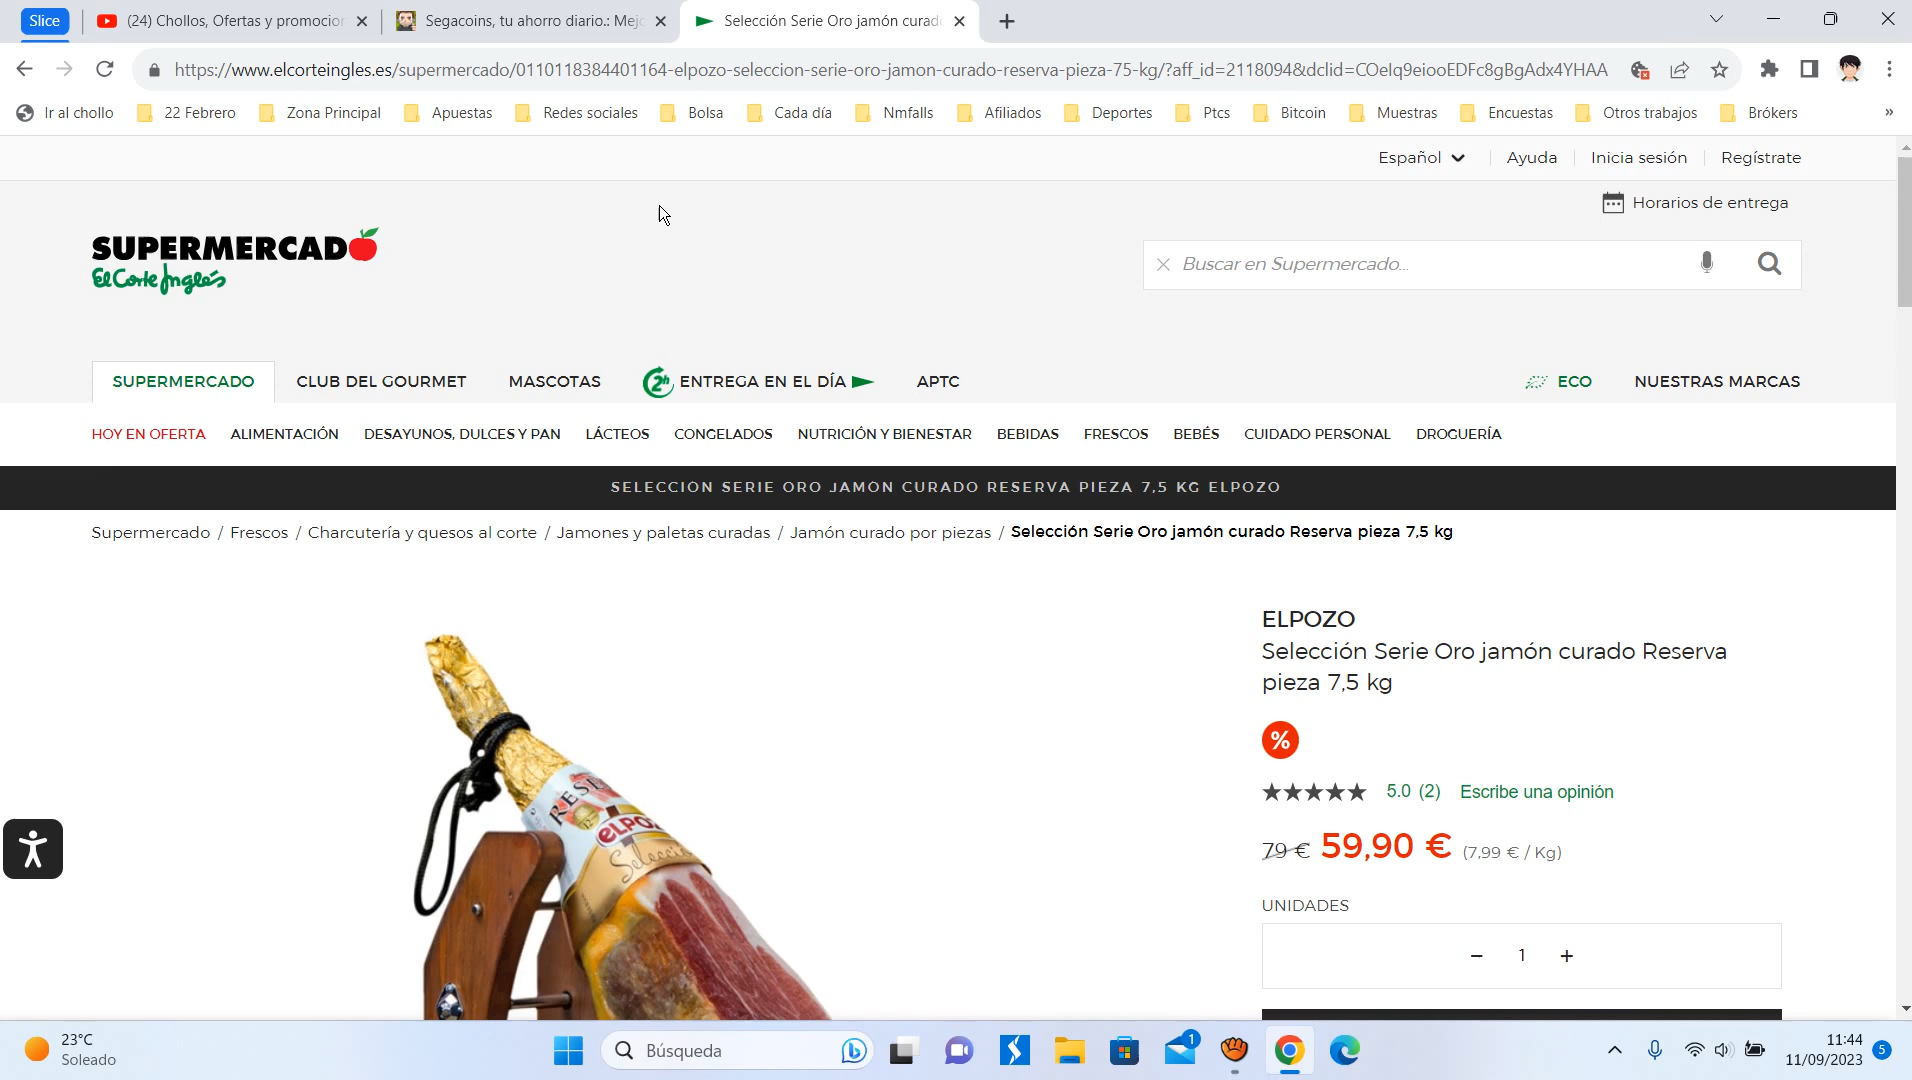 Slice
(24) Chollos, Ofertas y promocion
Segacoins, tu ahorro diario.: Mejo
Selección Serie Oro jamón curado
https://www.elcorteingles.es/supermercado/0110118384401164-elpozo-seleccion-serie-oro-jamon-curado-reserva-pieza-75-kg/?aff_id=2118094&dclid=COelq9eiooEDFc8gBgAdx4YHAA
Ir al chollo
22 Febrero
Zona Principal
Apuestas
Redes sociales
Bolsa
Cada día
Nmfalls
Afiliados
Deportes
Ptcs
Bitcoin
Muestras
Encuestas
Otros trabajos
Brókers
»
Español
Ayuda
Inicia sesión
Regístrate
Horarios de entrega
SUPERMERCADO
El Corte Inglés
Buscar en Supermercado...
SUPERMERCADO
CLUB DEL GOURMET
MASCOTAS
2h ENTREGA EN EL DÍA
APTC
ECO
NUESTRAS MARCAS
HOY EN OFERTA
ALIMENTACIÓN
DESAYUNOS, DULCES Y PAN
LÁCTEOS
CONGELADOS
NUTRICIÓN Y BIENESTAR
BEBIDAS
FRESCOS
BEBÉS
CUIDADO PERSONAL
DROGUERÍA
SELECCION SERIE ORO JAMON CURADO RESERVA PIEZA 7,5 KG ELPOZO
Supermercado / Frescos / Charcutería y quesos al corte / Jamones y paletas curadas / Jamón curado por piezas / Selección Serie Oro jamón curado Reserva pieza 7,5 kg
ELPOZO
Selección Serie Oro jamón curado Reserva
pieza 7,5 kg
%
5.0 (2) Escribe una opinión
79 € 59,90 € (7,99 € / Kg)
UNIDADES
− 1 +
RESE
ELPOZ
Selecció
23°C
Soleado
Búsqueda
1
11:44
11/09/2023
5